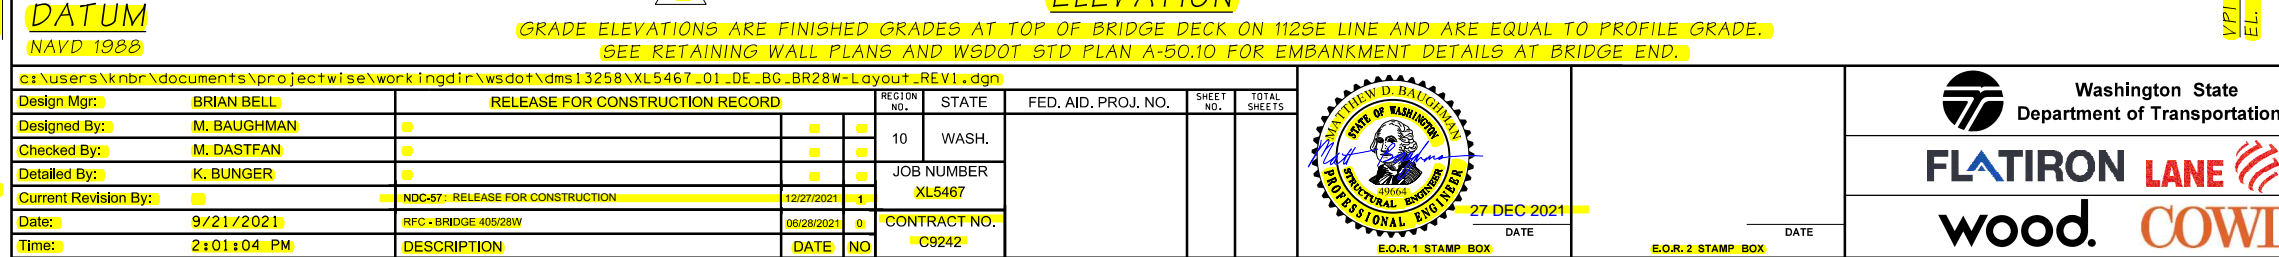 ELEVATION
DATUM
NAVD 1988
GRADE ELEVATIONS ARE FINISHED GRADES AT TOP OF BRIDGE DECK ON 112SE LINE AND ARE EQUAL TO PROFILE GRADE.
SEE RETAINING WALL PLANS AND WSDOT STD PLAN A-50.10 FOR EMBANKMENT DETAILS AT BRIDGE END.
VPI
EL.
c:\users\knbr\documents\projectwise\workingdir\wsdot\dms13258\XL5467_01_DE_BG_BR28W-Layout_REV1.dgn
Design Mgr: BRIAN BELL
Designed By: M. BAUGHMAN
Checked By: M. DASTFAN
Detailed By: K. BUNGER
Current Revision By:
Date: 9/21/2021
Time: 2:01:04 PM
RELEASE FOR CONSTRUCTION RECORD
NDC-57: RELEASE FOR CONSTRUCTION 12/27/2021 1
RFC - BRIDGE 405/28W 06/28/2021 0
DESCRIPTION DATE NO
REGION NO.
10
STATE
WASH.
JOB NUMBER
XL5467
CONTRACT NO.
C9242
FED. AID. PROJ. NO.
SHEET NO.
TOTAL SHEETS
MATTHEW D. BAUGHMAN
STATE OF WASHINGTON
49664
STRUCTURAL ENGINEER
PROFESSIONAL ENGINEER
27 DEC 2021
DATE
E.O.R. 1 STAMP BOX
DATE
E.O.R. 2 STAMP BOX
Washington State
Department of Transportation
FLATIRON
LANE
wood.
COWI